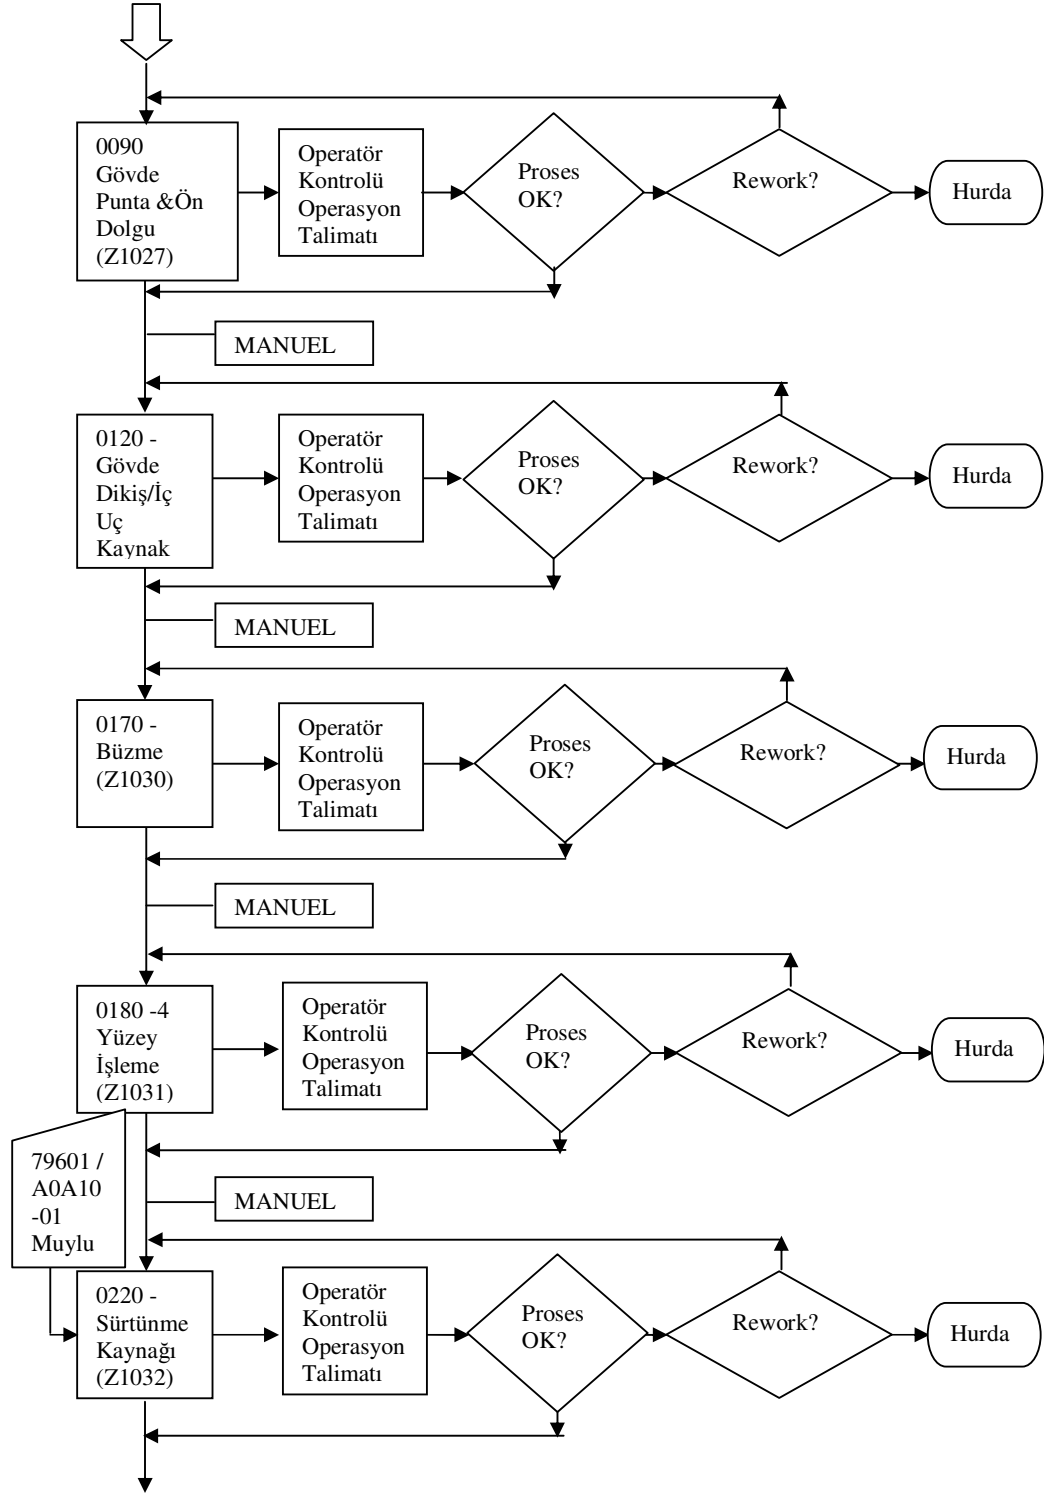 0090
Gövde
Punta &Ön
Dolgu
(Z1027)
Operatör
Kontrolü
Operasyon
Talimatı
Proses
OK?
Rework?
Hurda
MANUEL
0120 -
Gövde
Dikiş/İç
Uç
Kaynak
Operatör
Kontrolü
Operasyon
Talimatı
Proses
OK?
Rework?
Hurda
MANUEL
0170 -
Büzme
(Z1030)
Operatör
Kontrolü
Operasyon
Talimatı
Proses
OK?
Rework?
Hurda
MANUEL
0180 -4
Yüzey
İşleme
(Z1031)
Operatör
Kontrolü
Operasyon
Talimatı
Proses
OK?
Rework?
Hurda
79601 /
A0A10
-01
Muylu
MANUEL
0220 -
Sürtünme
Kaynağı
(Z1032)
Operatör
Kontrolü
Operasyon
Talimatı
Proses
OK?
Rework?
Hurda